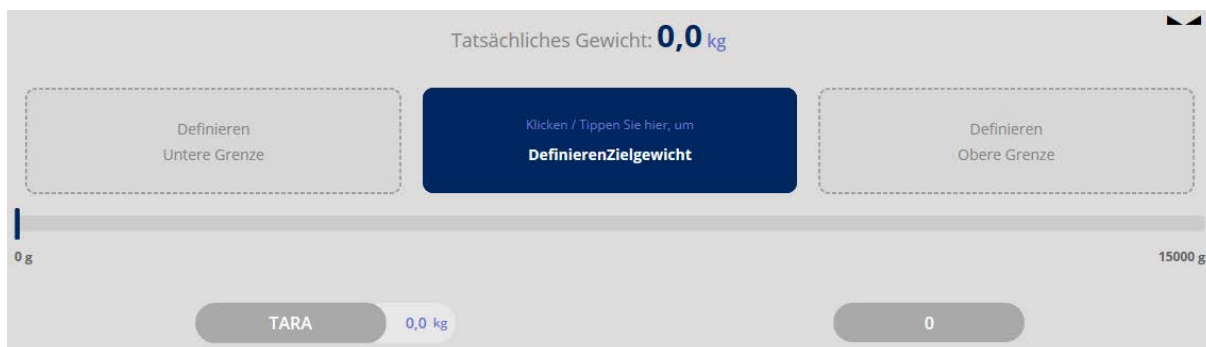 Tatsächliches Gewicht: 0,0 kg
Definieren
Untere Grenze
Klicken / Tippen Sie hier, um
DefinierenZielgewicht
Definieren
Obere Grenze
0 g
15000 g
TARA
0,0 kg
0